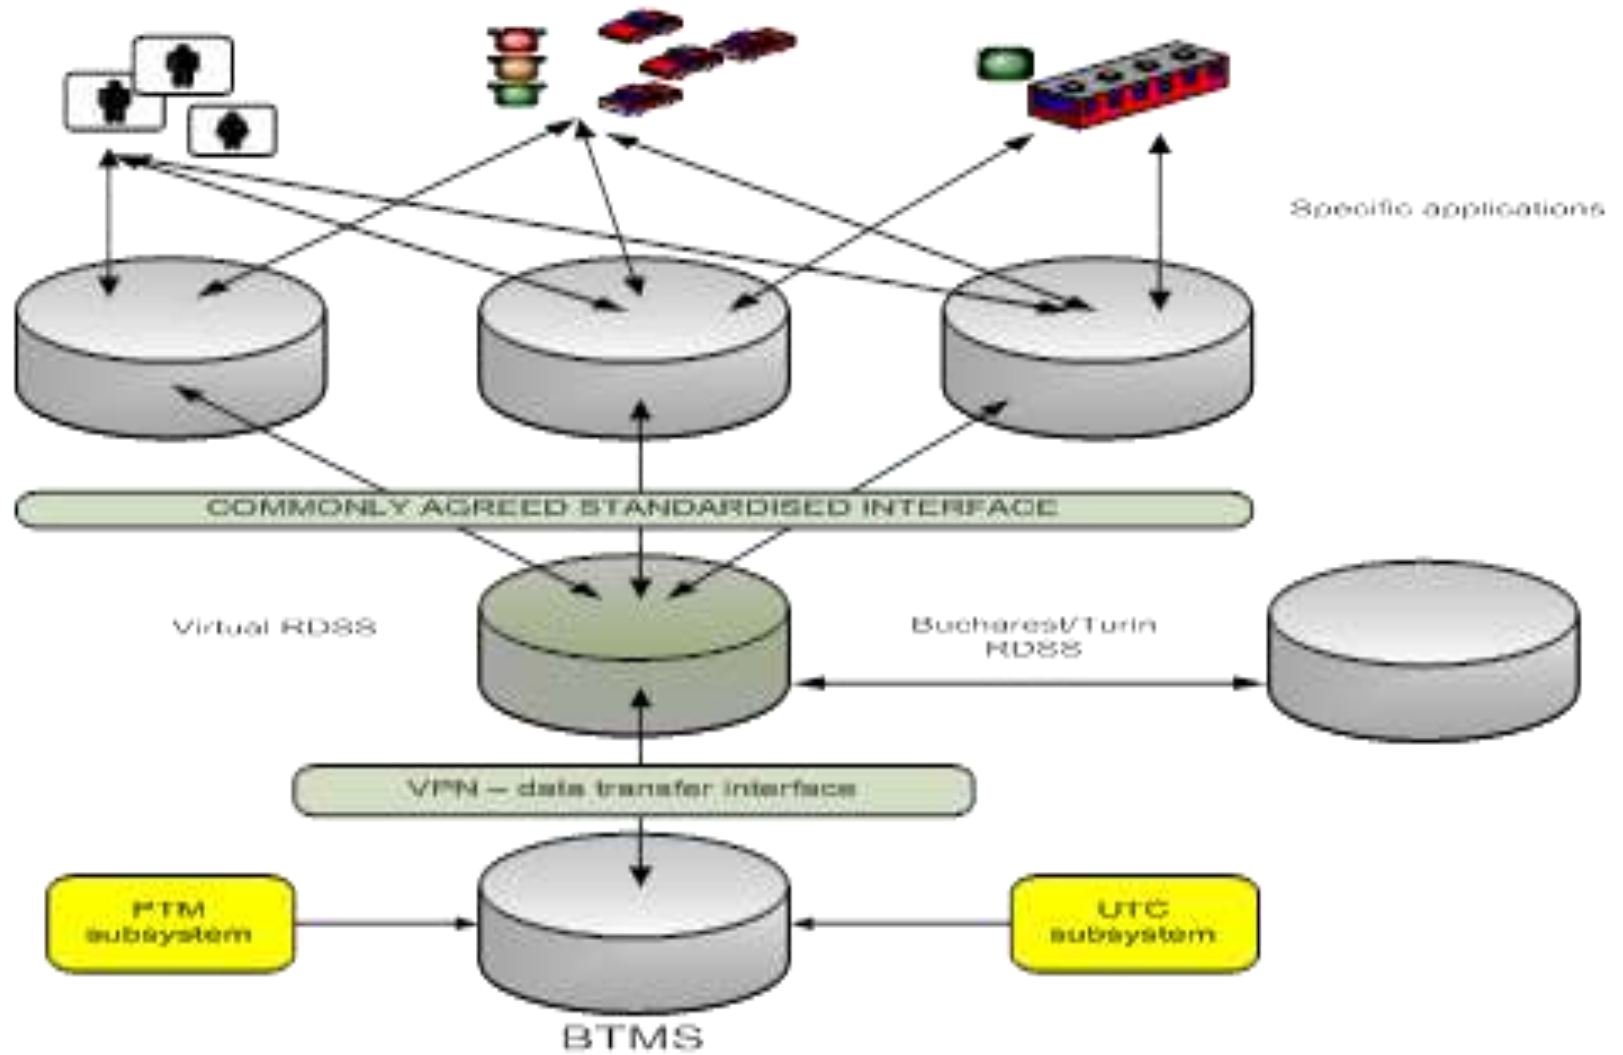 Specific applications
COMMONLY AGREED STANDARDISED INTERFACE
Virtual RDSS
Bucharest/Turin
RDSS
VPN – data transfer interface
PTM
subsystem
UTC
subsystem
BTMS